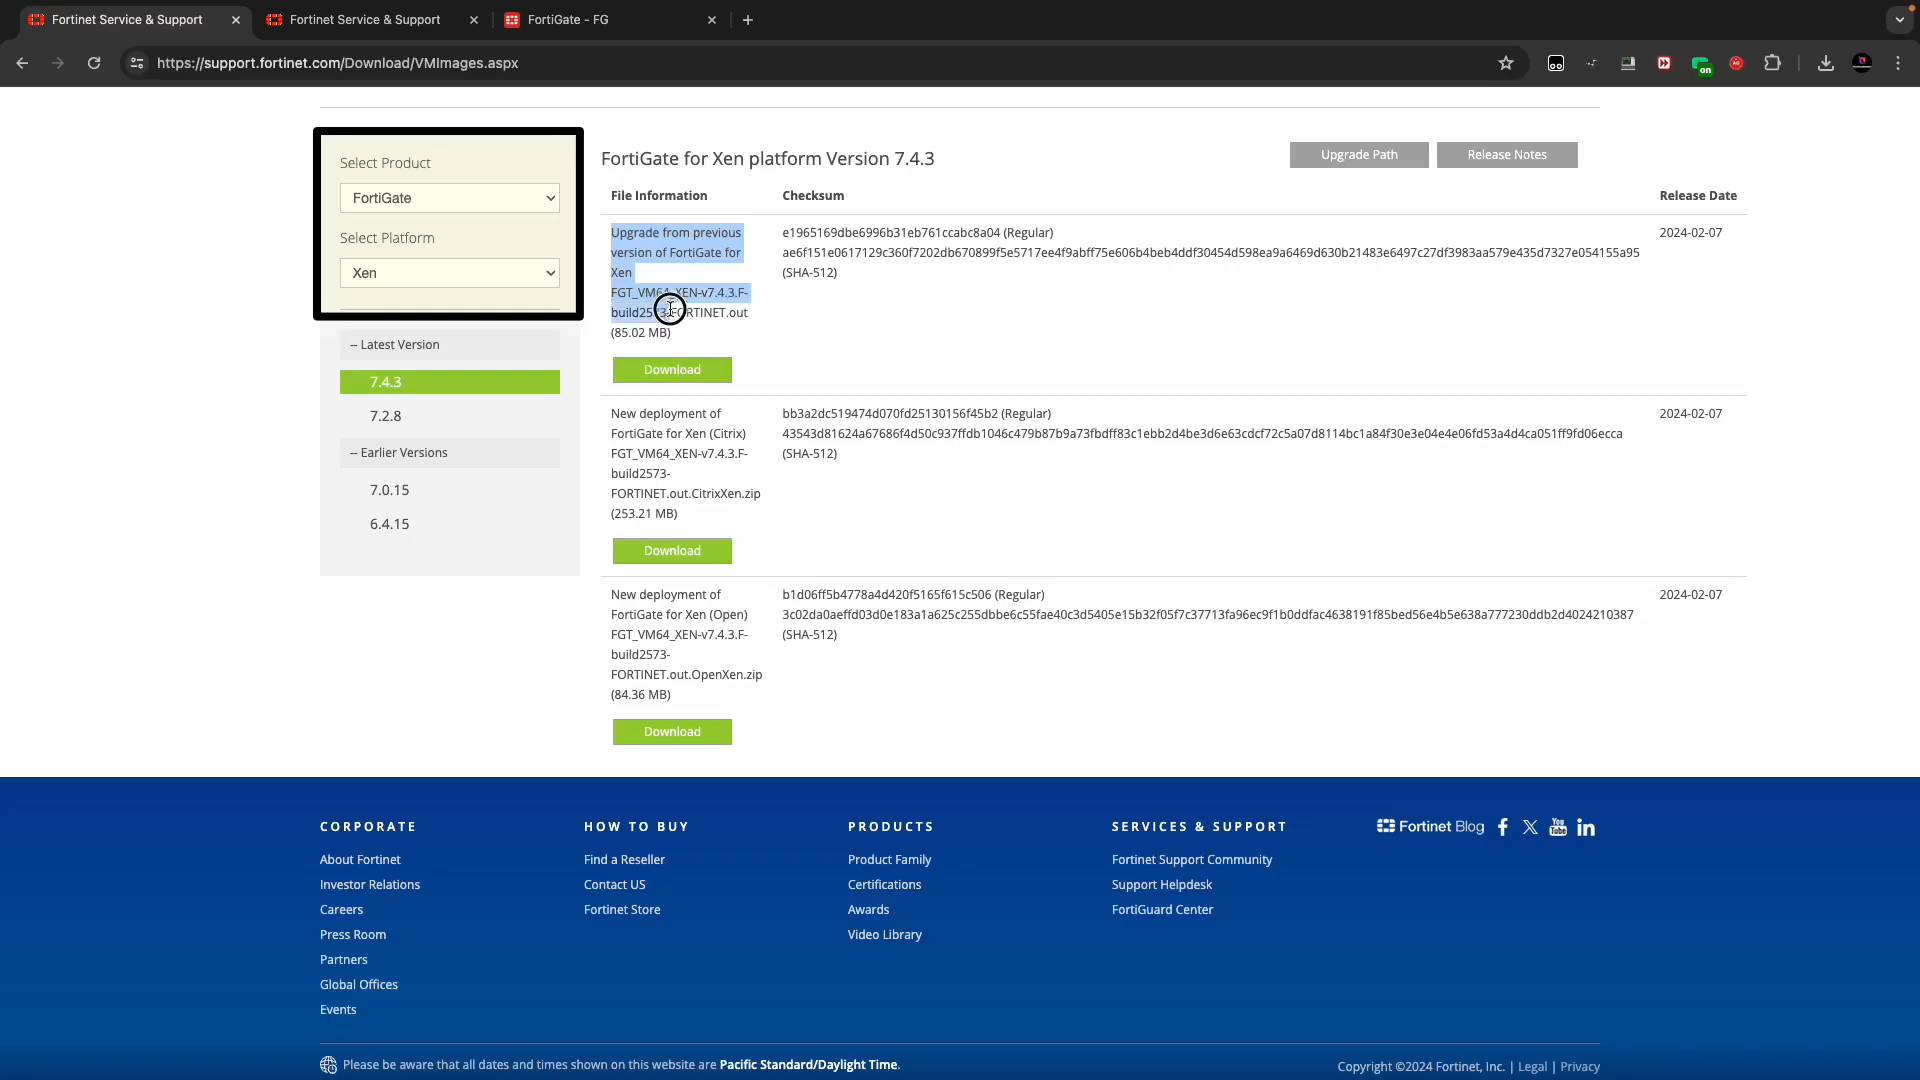 Fortinet Service & Support
Fortinet Service & Support
FortiGate - FG
https://support.fortinet.com/Download/VMImages.aspx
on
Select Product
FortiGate
Select Platform
Xen
-- Latest Version
7.4.3
7.2.8
-- Earlier Versions
7.0.15
6.4.15
FortiGate for Xen platform Version 7.4.3
Upgrade Path
Release Notes
File Information
Checksum
Release Date
Upgrade from previous
version of FortiGate for
Xen
FGT_VM64_XEN-v7.4.3.F-
build2573-FORTINET.out
(85.02 MB)
e1965169dbe6996b31eb761ccabc8a04 (Regular)
ae6f151e0617129c360f7202db670899f5e5717ee4f9abff75e606b4beb4ddf30454d598ea9a6469d630b21483e6497c27df3983aa579e435d7327e054155a95
(SHA-512)
2024-02-07
Download
New deployment of
FortiGate for Xen (Citrix)
FGT_VM64_XEN-v7.4.3.F-
build2573-
FORTINET.out.CitrixXen.zip
(253.21 MB)
bb3a2dc519474d070fd25130156f45b2 (Regular)
43543d81624a67686f4d50c937ffdb1046c479b87b9a73fbdff83c1ebb2d4be3d6e63cdcf72c5a07d8114bc1a84f30e3e04e4e06fd53a4d4ca051ff9fd06ecca
(SHA-512)
2024-02-07
Download
New deployment of
FortiGate for Xen (Open)
FGT_VM64_XEN-v7.4.3.F-
build2573-
FORTINET.out.OpenXen.zip
(84.36 MB)
b1d06ff5b4778a4d420f5165f615c506 (Regular)
3c02da0aeffd03d0e183a1a625c255dbbe6c55fae40c3d5405e15b32f05f7c37713fa96ec9f1b0ddfac4638191f85bed56e4b5e638a777230ddb2d4024210387
(SHA-512)
2024-02-07
Download
CORPORATE
About Fortinet
Investor Relations
Careers
Press Room
Partners
Global Offices
Events
HOW TO BUY
Find a Reseller
Contact US
Fortinet Store
PRODUCTS
Product Family
Certifications
Awards
Video Library
SERVICES & SUPPORT
Fortinet Support Community
Support Helpdesk
FortiGuard Center
Fortinet Blog
Please be aware that all dates and times shown on this website are Pacific Standard/Daylight Time.
Copyright ©2024 Fortinet, Inc. | Legal | Privacy